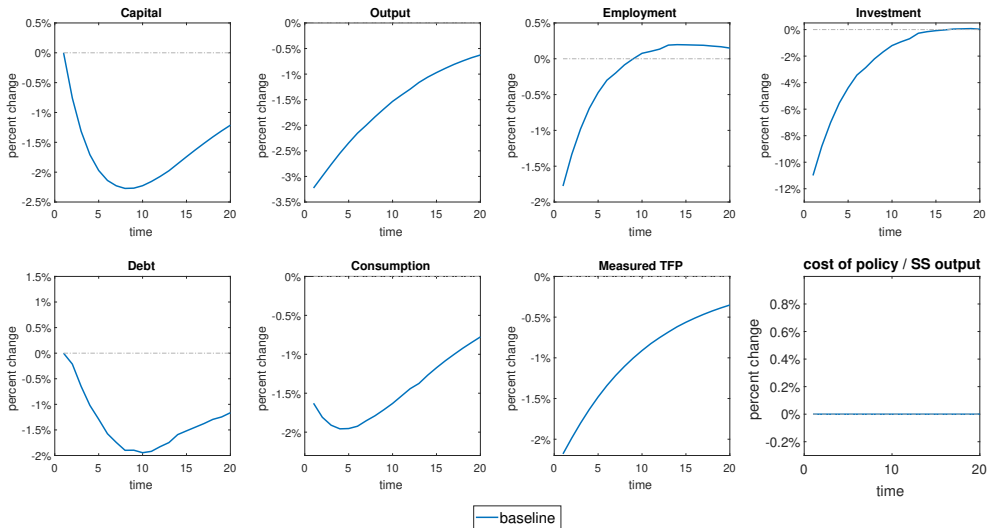 Capital
0.5%
0%
-0.5%
-1%
-1.5%
-2%
-2.5%
percent change
0 5 10 15 20
time
Output
0%
-0.5%
-1%
-1.5%
-2%
-2.5%
-3%
-3.5%
percent change
0 5 10 15 20
time
Employment
0.5%
0%
-0.5%
-1%
-1.5%
-2%
percent change
0 5 10 15 20
time
Investment
0%
-2%
-4%
-6%
-8%
-10%
-12%
percent change
0 5 10 15 20
time
Debt
1.5%
1%
0.5%
0%
-0.5%
-1%
-1.5%
-2%
percent change
0 5 10 15 20
time
Consumption
0%
-0.5%
-1%
-1.5%
-2%
percent change
0 5 10 15 20
time
Measured TFP
0%
-0.5%
-1%
-1.5%
-2%
percent change
0 5 10 15 20
time
cost of policy / SS output
0.8%
0.6%
0.4%
0.2%
0%
-0.2%
percent change
0 10 20
time
baseline